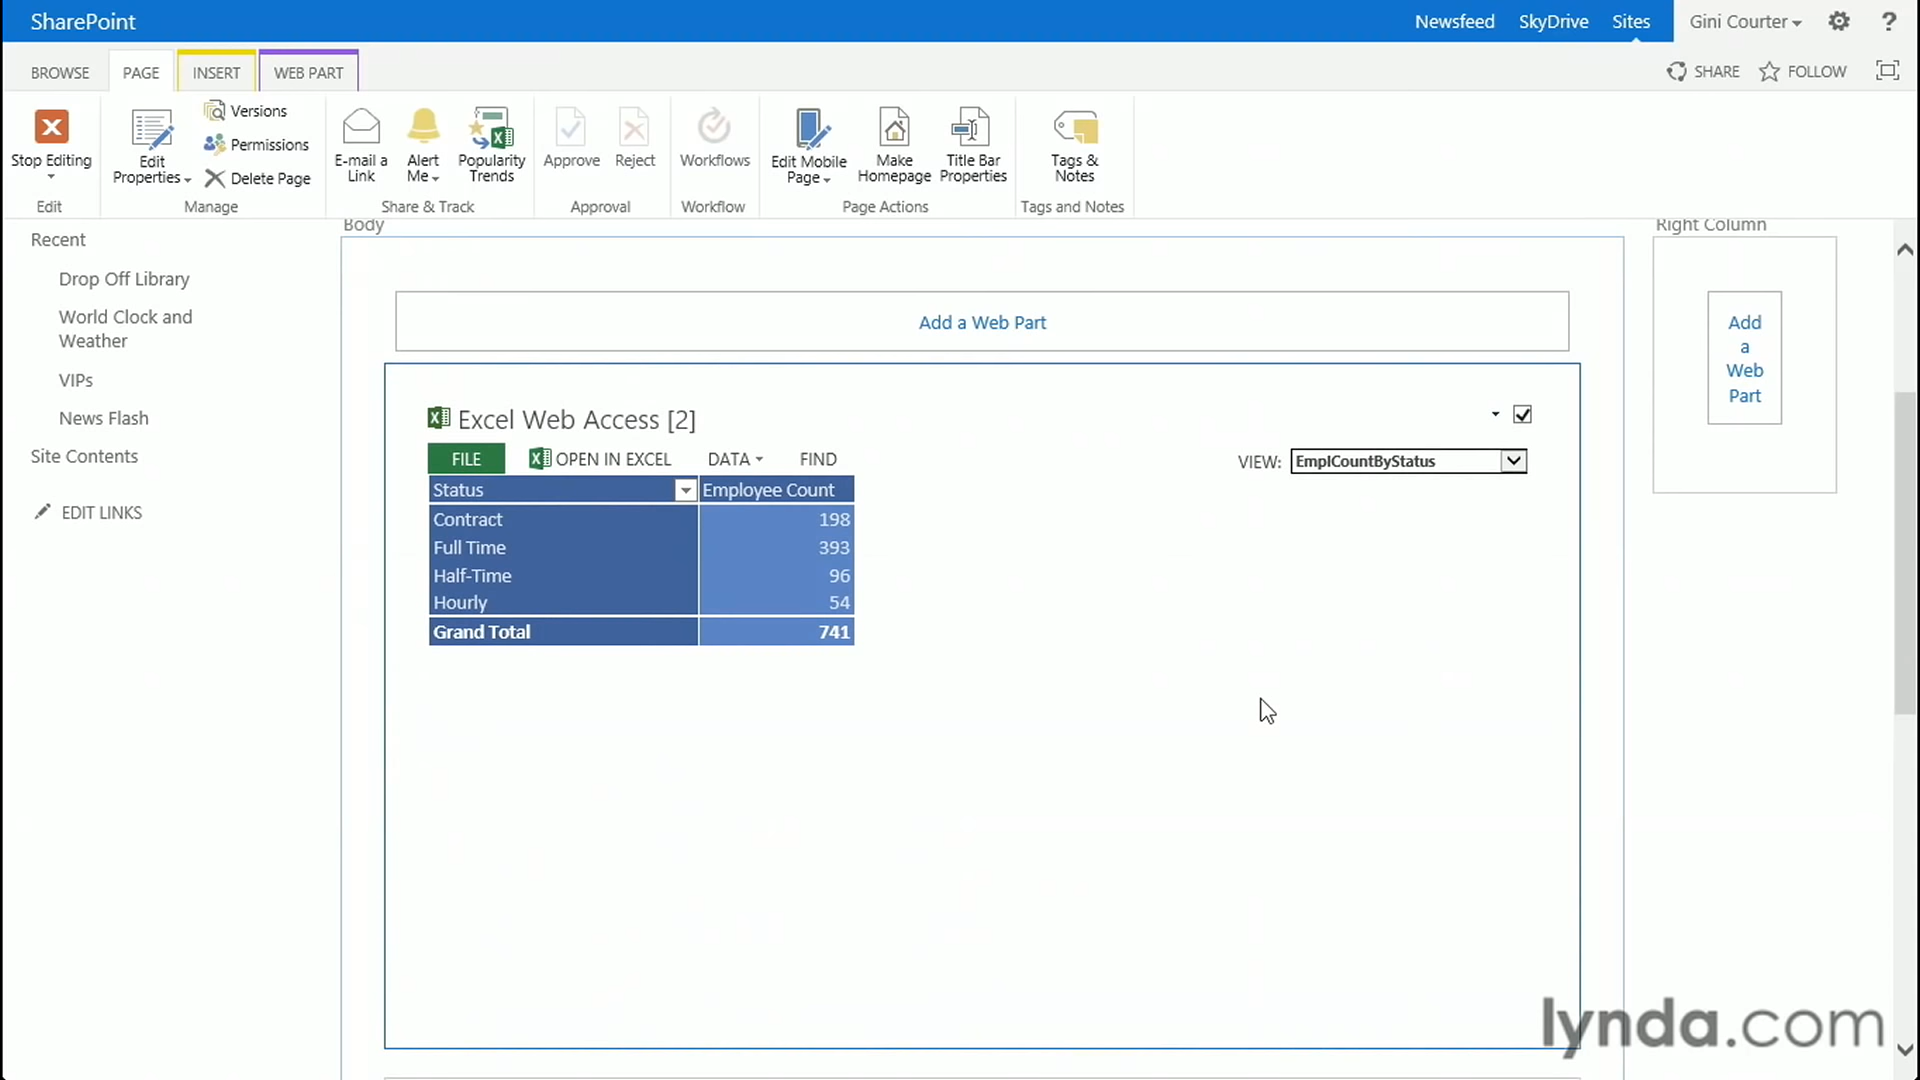 SharePoint
Newsfeed SkyDrive Sites Gini Courter ?
BROWSE PAGE INSERT WEB PART SHARE FOLLOW
Stop Editing
Edit Properties
Versions
Permissions
Delete Page
E-mail a Link
Alert Me
Popularity Trends
Approve
Reject
Workflows
Edit Mobile Page
Make Homepage
Title Bar Properties
Tags & Notes
Edit Manage Share & Track Approval Workflow Page Actions Tags and Notes
Recent
Drop Off Library
World Clock and
Weather
VIPs
News Flash
Site Contents
EDIT LINKS
Body
Add a Web Part
Excel Web Access [2]
FILE OPEN IN EXCEL DATA FIND
VIEW: EmplCountByStatus
Status Employee Count
Contract 198
Full Time 393
Half-Time 96
Hourly 54
Grand Total 741
Right Column
Add
a
Web
Part
lynda.com